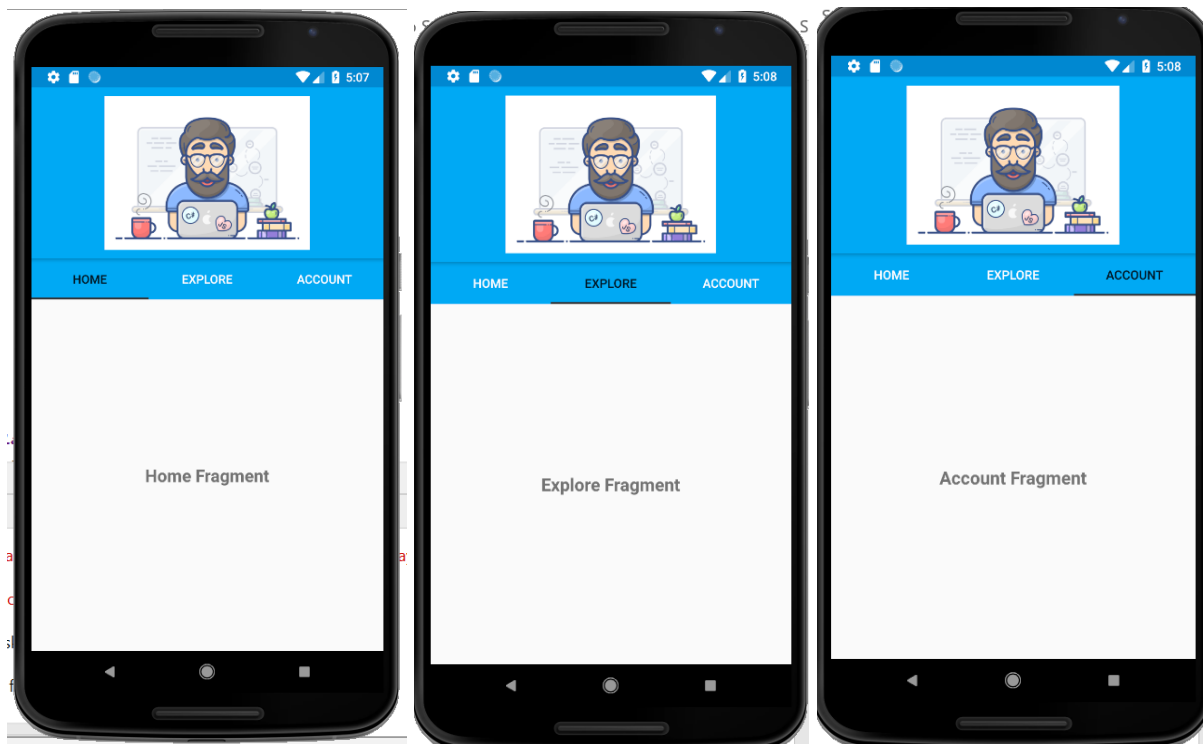 5:07
HOME EXPLORE ACCOUNT
Home Fragment
5:08
HOME EXPLORE ACCOUNT
Explore Fragment
5:08
HOME EXPLORE ACCOUNT
Account Fragment
C#